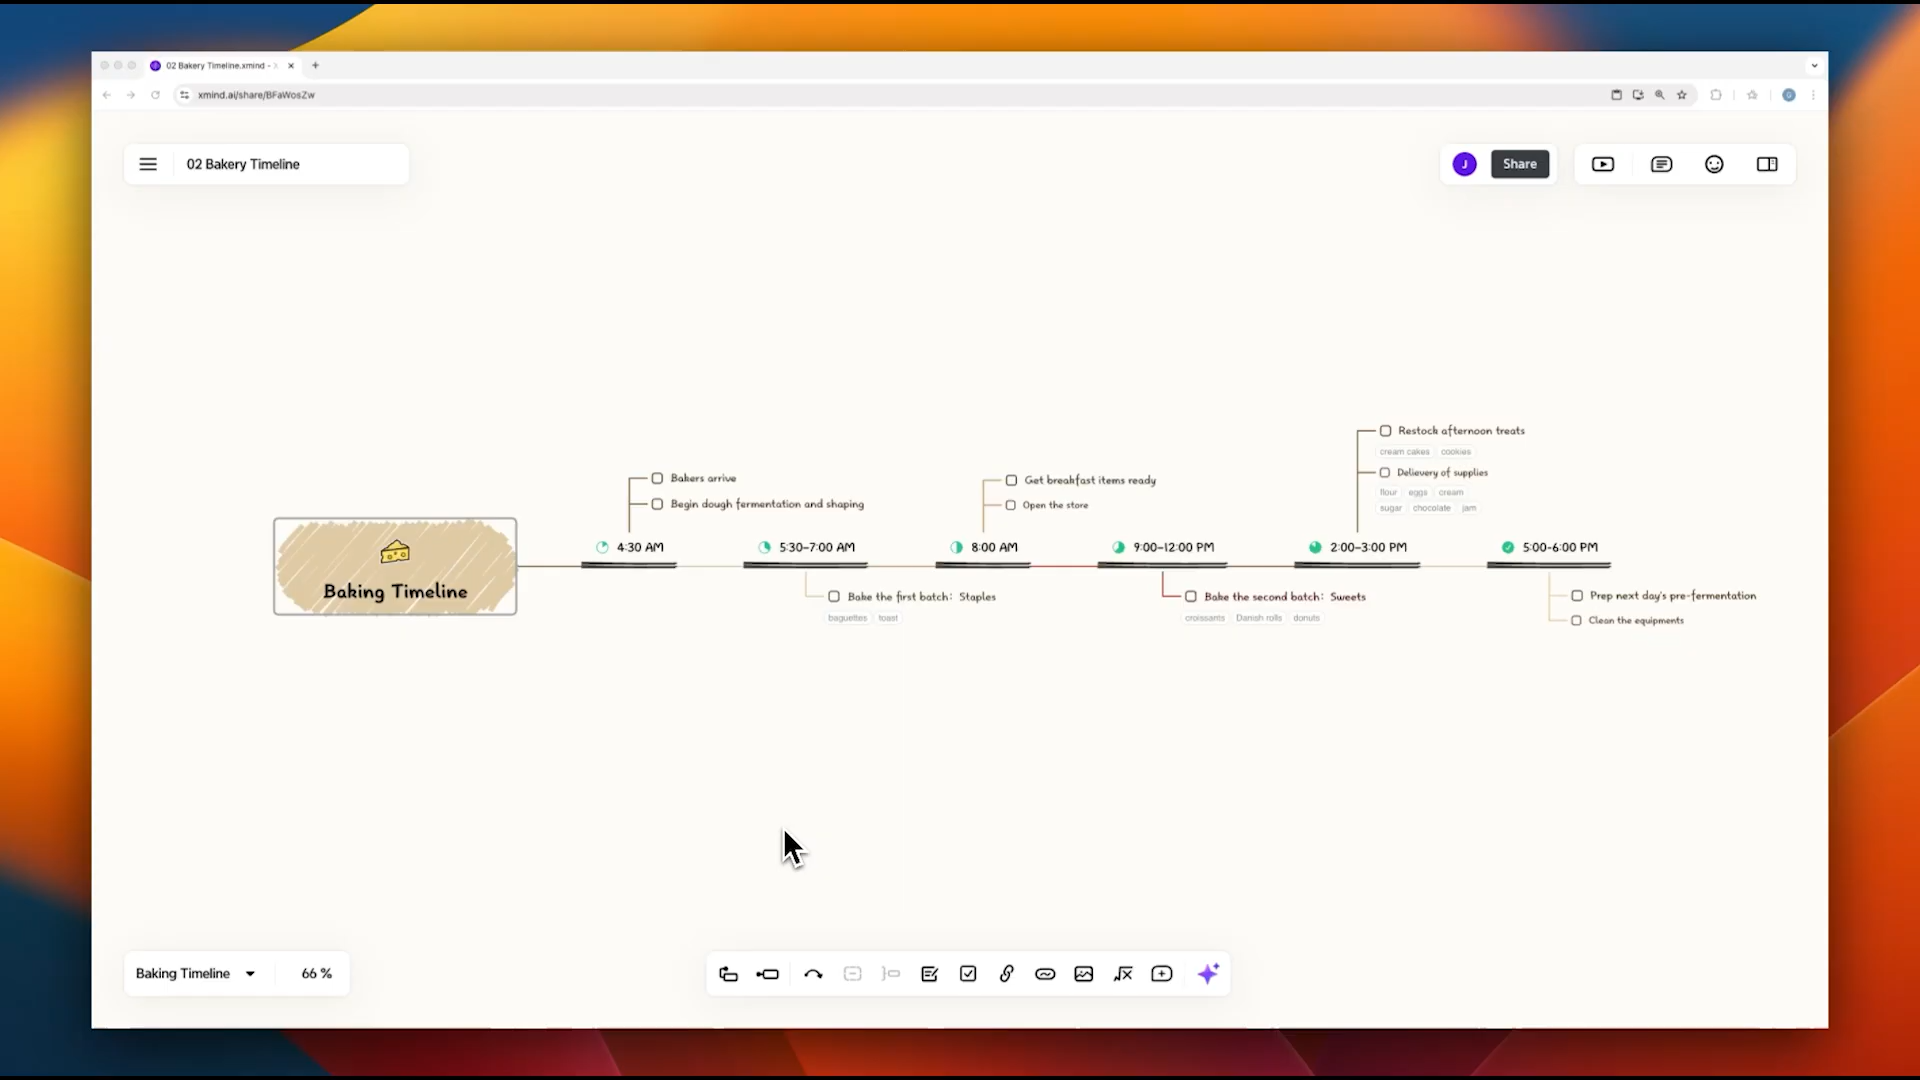 02 Bakery Timeline.xmind -
xmind.ai/share/BFaWosZw
02 Bakery Timeline
J
Share
Baking Timeline
4:30 AM
Bakers arrive
Begin dough fermentation and shaping
5:30–7:00 AM
Bake the first batch: Staples
baguettes toast
8:00 AM
Get breakfast items ready
Open the store
9:00–12:00 PM
Bake the second batch: Sweets
croissants Danish rolls donuts
2:00–3:00 PM
Restock afternoon treats
cream cakes cookies
Delievery of supplies
flour eggs cream
sugar chocolate jam
5:00-6:00 PM
Prep next day's pre-fermentation
Clean the equipments
Baking Timeline
66 %